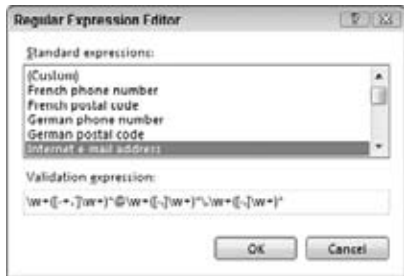 Regular Expression Editor
Standard expressions:
(Custom)
French phone number
French postal code
German phone number
German postal code
Internet e-mail address
Validation expression:
\w+([-+.']\w+)*@\w+([-.]\w+)*\.\w+([-.]\w+)*
OK Cancel